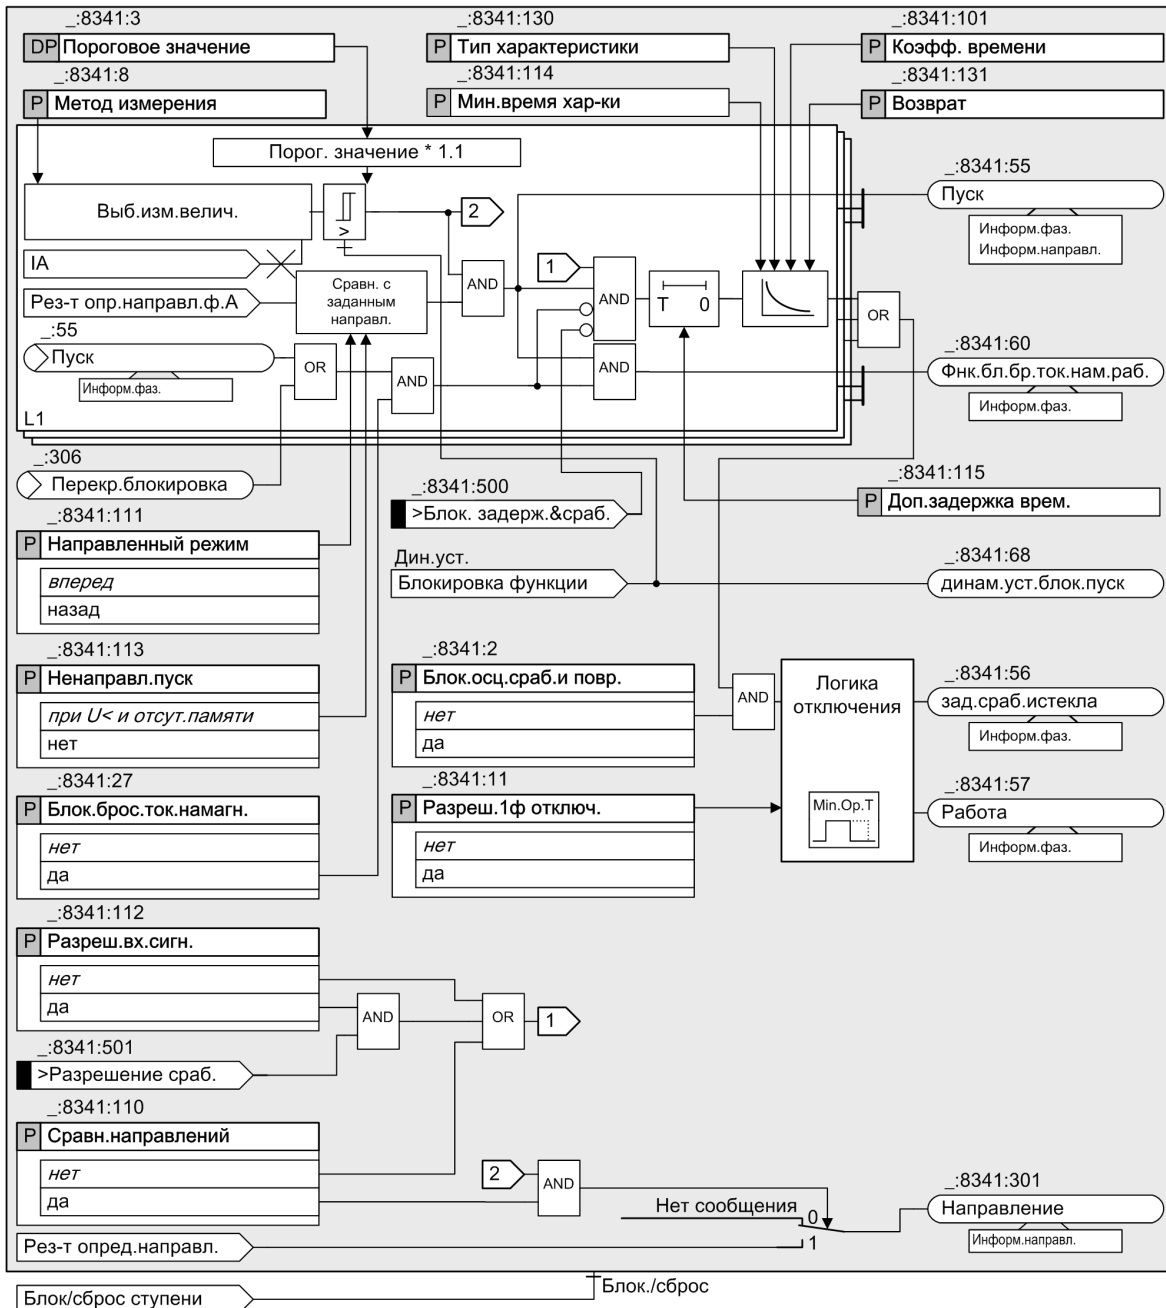 _:8341:3
DP Пороговое значение
_:8341:8
P Метод измерения
_:8341:130
P Тип характеристики
_:8341:114
P Мин.время хар-ки
_:8341:101
P Коэфф. времени
_:8341:131
P Возврат
Порог. значение * 1.1
Выб.изм.велич.
>
2
IA
Рез-т опр.направл.ф.А
Сравн. с
заданным
направл.
AND
1
AND
T 0
OR
_:55
Пуск
Информ.фаз.
OR
AND
AND
L1
_:8341:55
Пуск
Информ.фаз.
Информ.направл.
_:8341:60
Фнк.бл.бр.ток.нам.раб.
Информ.фаз.
_:306
Перекр.блокировка
_:8341:500
>Блок. задерж.&сраб.
_:8341:115
P Доп.задержка врем.
_:8341:111
P Направленный режим
вперед
назад
Дин.уст.
Блокировка функции
_:8341:68
динам.уст.блок.пуск
_:8341:113
P Ненаправл.пуск
при U< и отсут.памяти
нет
_:8341:2
P Блок.осц.сраб.и повр.
нет
да
AND
Логика
отключения
Min.Op.T
_:8341:56
зад.сраб.истекла
Информ.фаз.
_:8341:27
P Блок.брос.ток.намагн.
нет
да
_:8341:11
P Разреш.1ф отключ.
нет
да
_:8341:57
Работа
Информ.фаз.
_:8341:112
P Разреш.вх.сигн.
нет
да
AND
OR
1
_:8341:501
>Разрешение сраб.
_:8341:110
P Сравн.направлений
нет
да
2
AND
Нет сообщения
0
1
_:8341:301
Направление
Информ.направл.
Рез-т опред.направл.
Блок/сброс ступени
Блок./сброс